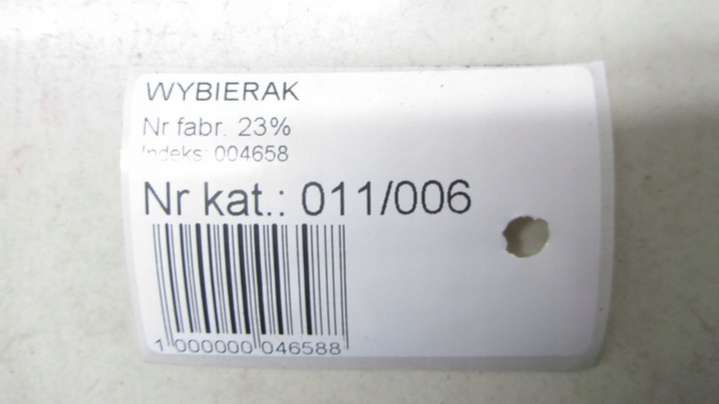 WYBIERAK
Nr fabr. 23%
Indeks: 004658
Nr kat.: 011/006
1 000000 046588